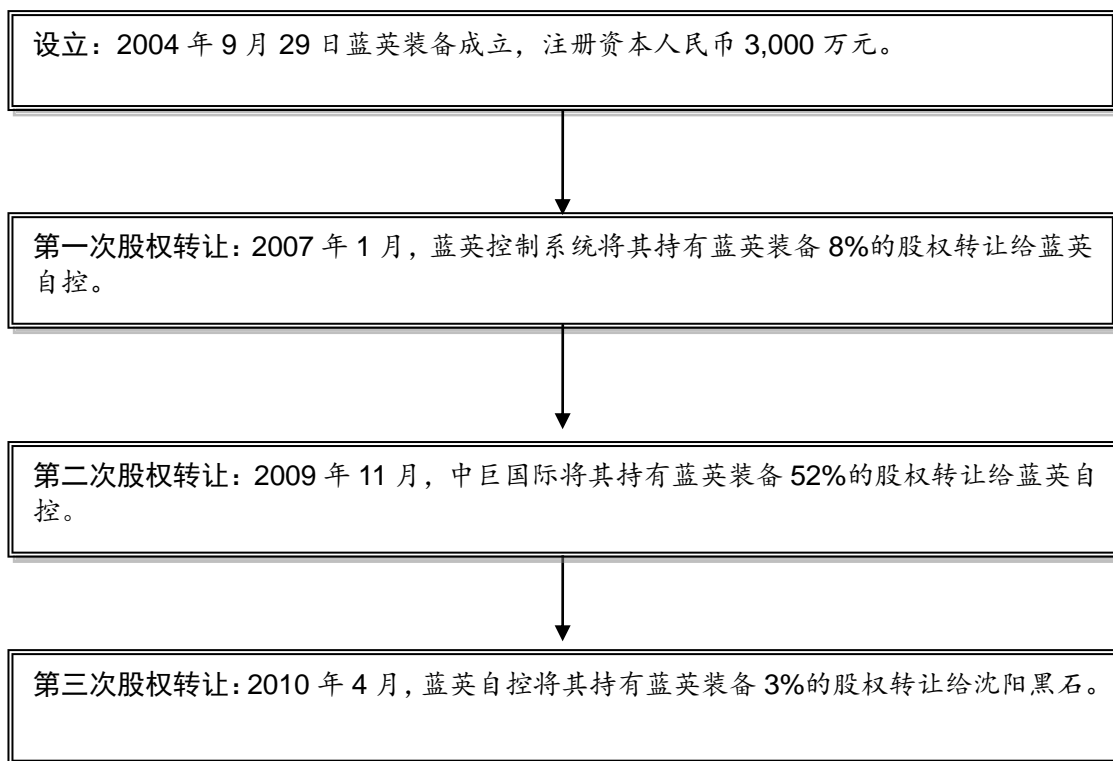 设立：2004 年 9 月 29 日蓝英装备成立，注册资本人民币 3,000 万元。
第一次股权转让：2007 年 1 月，蓝英控制系统将其持有蓝英装备 8%的股权转让给蓝英
自控。
第二次股权转让：2009 年 11 月，中巨国际将其持有蓝英装备 52%的股权转让给蓝英自
控。
第三次股权转让：2010 年 4 月，蓝英自控将其持有蓝英装备 3%的股权转让给沈阳黑石。